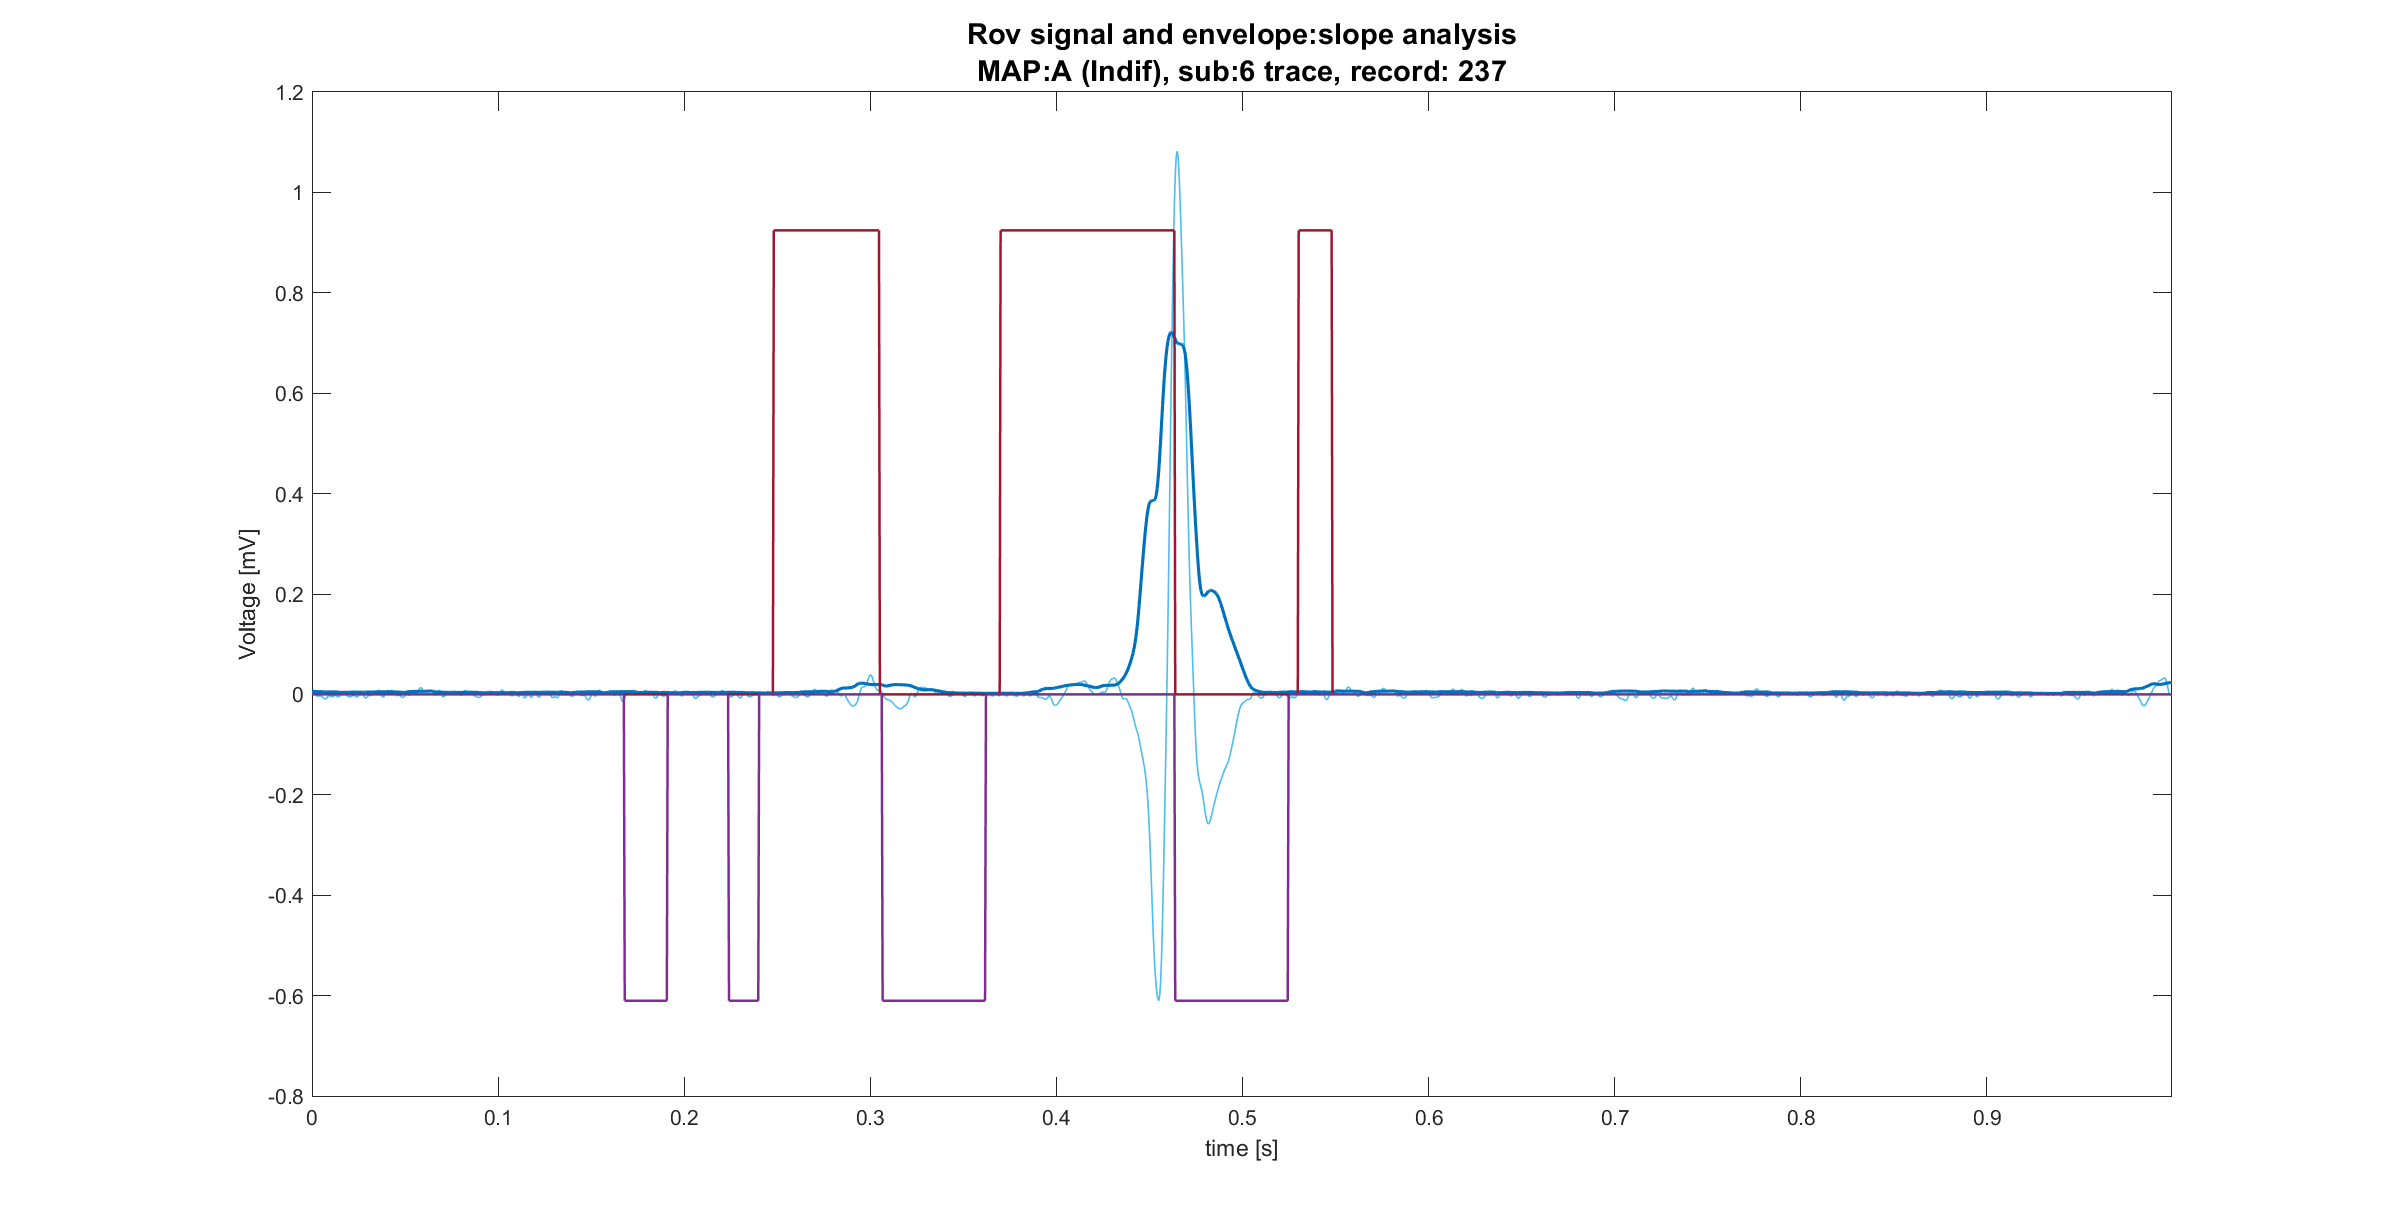 Rov signal and envelope:slope analysis
MAP:A (Indif), sub:6 trace, record: 237
1.2
1
0.8
0.6
0.4
0.2
0
-0.2
-0.4
-0.6
-0.8
Voltage [mV]
0 0.1 0.2 0.3 0.4 0.5 0.6 0.7 0.8 0.9
time [s]